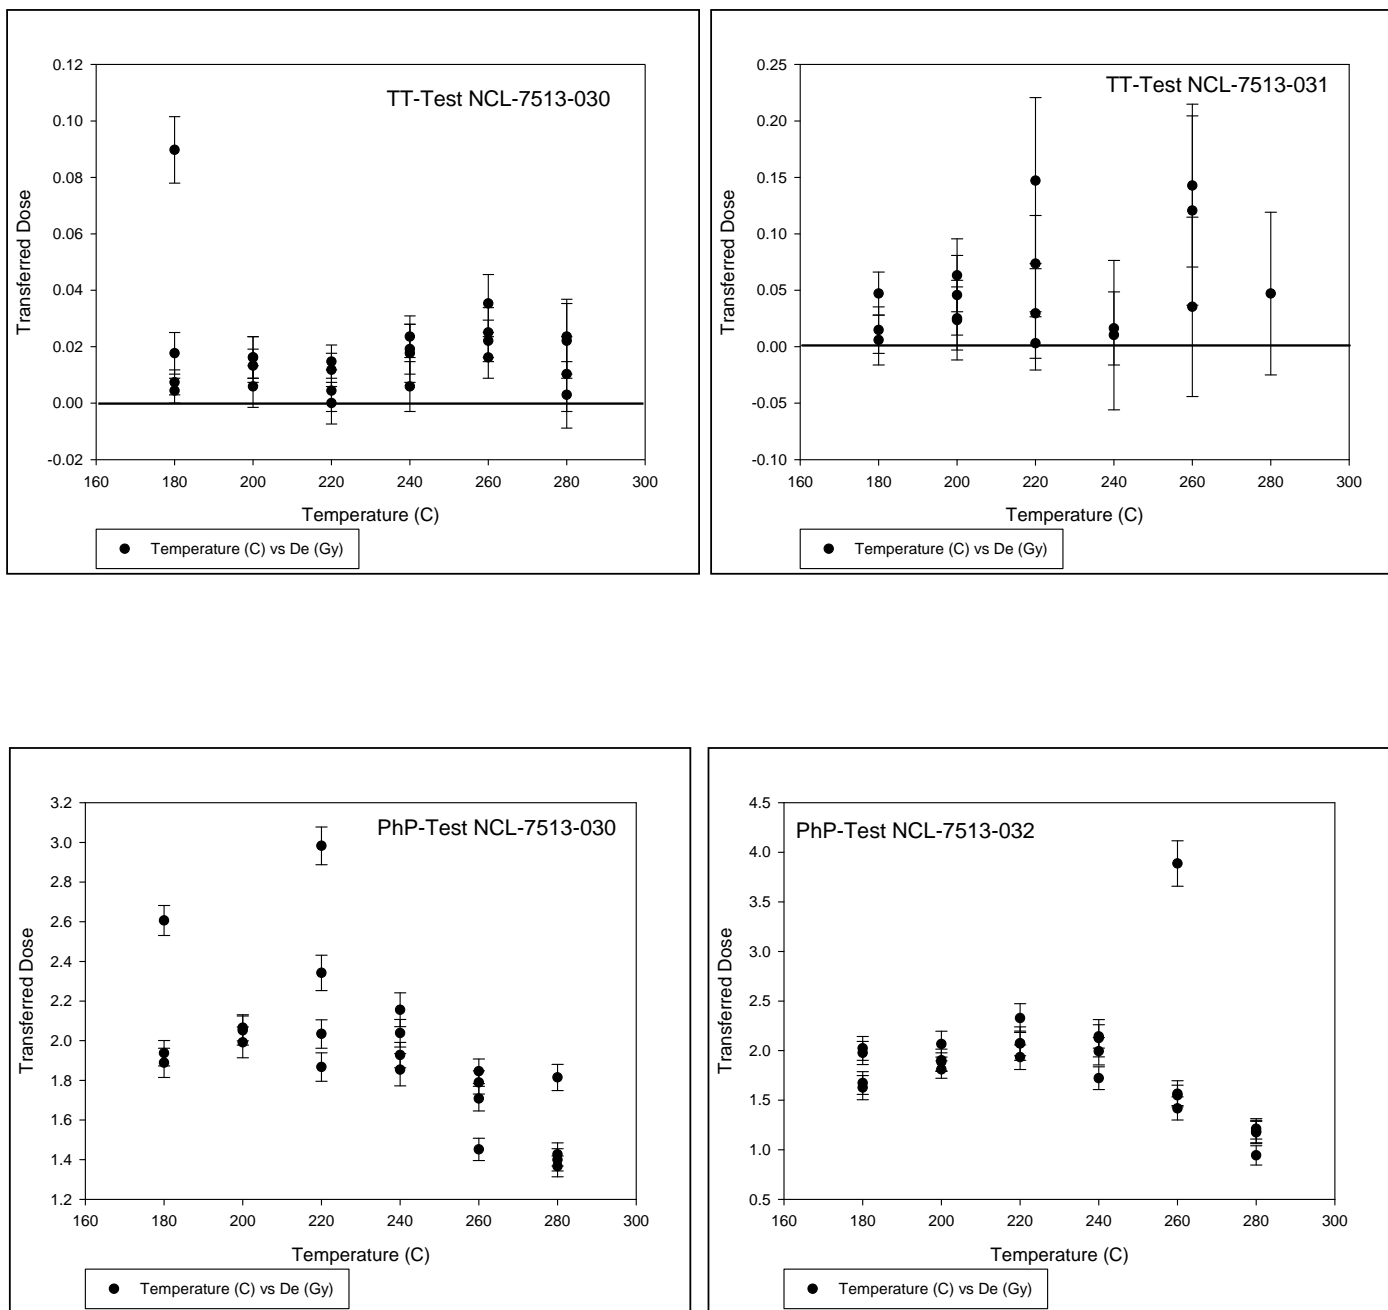 TT-Test NCL-7513-030
0.12
0.10
0.08
0.06
0.04
0.02
0.00
-0.02
Transferred Dose
160 180 200 220 240 260 280 300
Temperature (C)
Temperature (C) vs De (Gy)
TT-Test NCL-7513-031
0.25
0.20
0.15
0.10
0.05
0.00
-0.05
-0.10
Transferred Dose
160 180 200 220 240 260 280 300
Temperature (C)
Temperature (C) vs De (Gy)
PhP-Test NCL-7513-030
3.2
3.0
2.8
2.6
2.4
2.2
2.0
1.8
1.6
1.4
1.2
Transferred Dose
160 180 200 220 240 260 280 300
Temperature (C)
Temperature (C) vs De (Gy)
PhP-Test NCL-7513-032
4.5
4.0
3.5
3.0
2.5
2.0
1.5
1.0
0.5
Transferred Dose
160 180 200 220 240 260 280 300
Temperature (C)
Temperature (C) vs De (Gy)